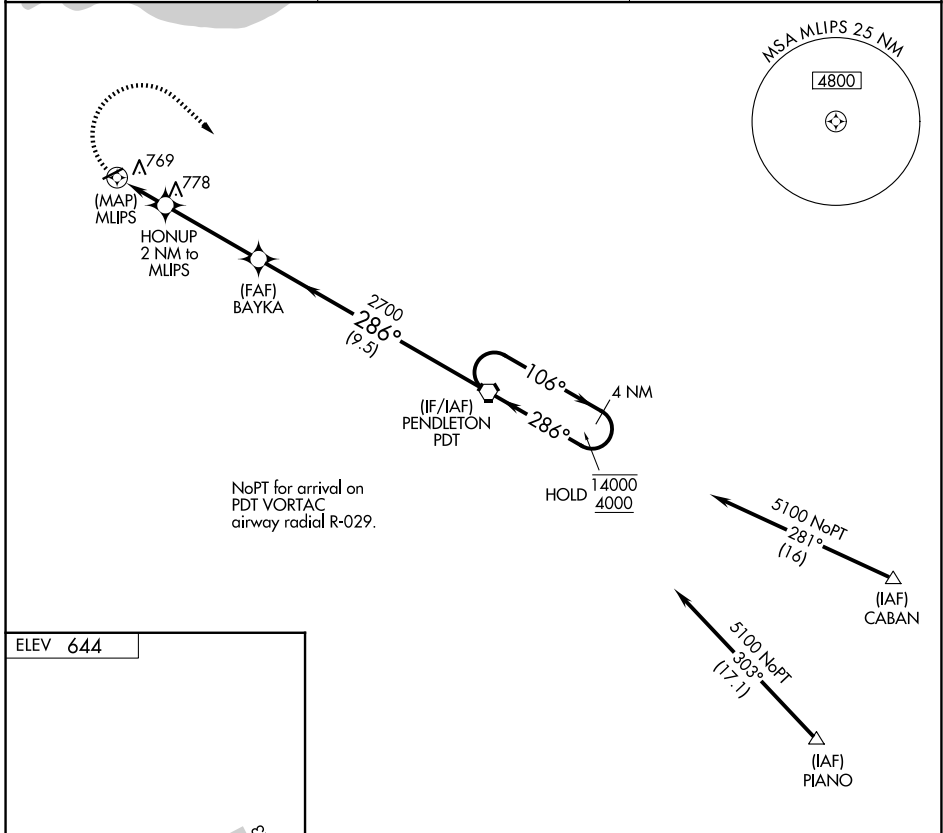 MSA MLIPS 25 NM
4800
769
778
(MAP)
MLIPS
HONUP
2 NM to
MLIPS
(FAF)
BAYKA
2700
286°
(9.5)
106°
4 NM
286°
(IF/IAF)
PENDLETON
PDT
HOLD
14000
4000
NoPT for arrival on
PDT VORTAC
airway radial R-029.
5100 NoPT
281°
(16)
(IAF)
CABAN
5100 NoPT
303°
(17.1)
(IAF)
PIANO
ELEV 644
3